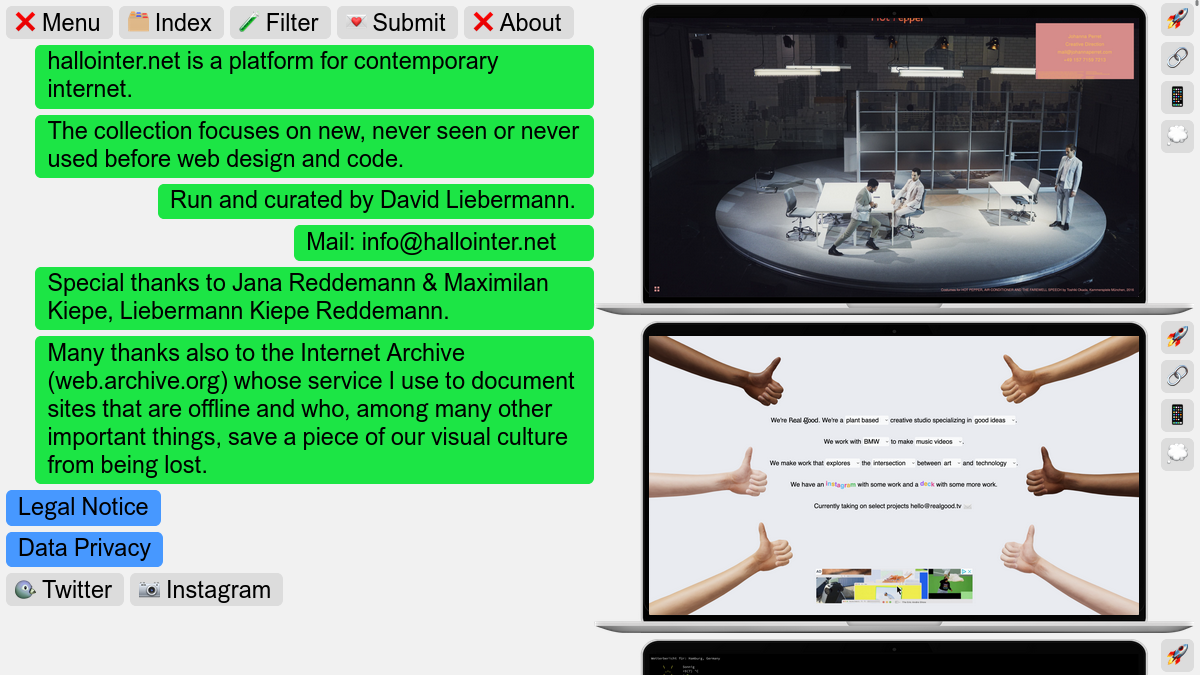 Menu
Index
Filter
Submit
About
hallointer.net is a platform for contemporary
internet.
The collection focuses on new, never seen or never
used before web design and code.
Run and curated by David Liebermann.
Mail: info@hallointer.net
Special thanks to Jana Reddemann & Maximilian
Kiepe, Liebermann Kiepe Reddemann.
Many thanks also to the Internet Archive
(web.archive.org) whose service I use to document
sites that are offline and who, among many other
important things, save a piece of our visual culture
from being lost.
Legal Notice
Data Privacy
Twitter
Instagram
Hot Pepper
We're Real Good. We're a plant based creative studio specializing in good ideas .
We work with BMW to make music videos .
We make work that explores the intersection between art and technology .
We have an instagram with some work and a deck with some more work.
Currently taking on select projects hello@realgood.tv